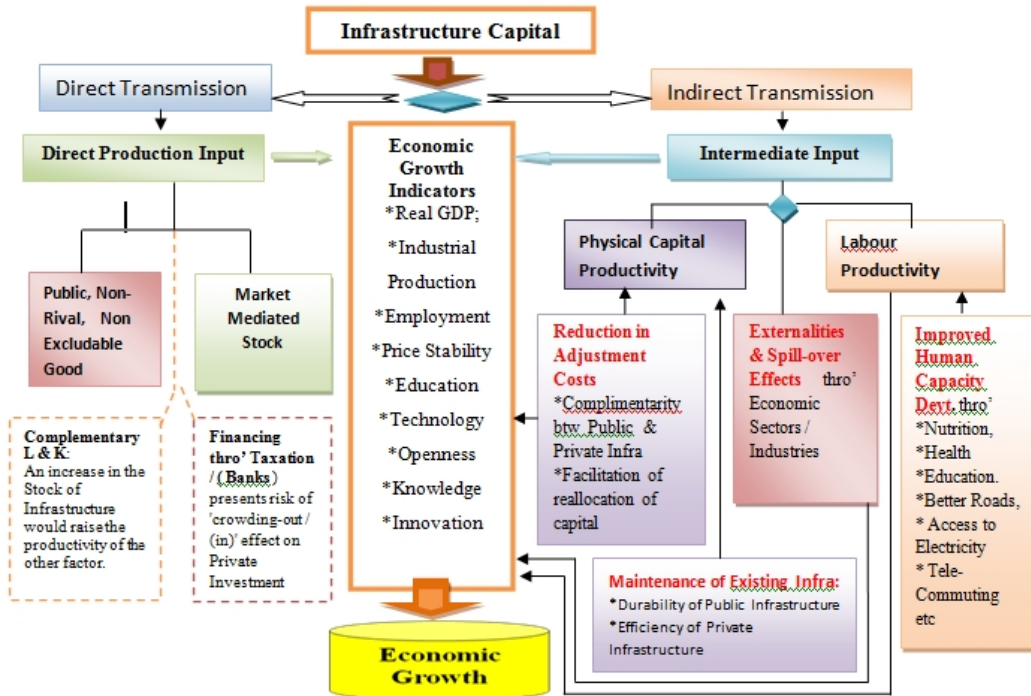 Infrastructure Capital
Direct Transmission
Indirect Transmission
Direct Production Input
Intermediate Input
Economic
Growth
Indicators
*Real GDP;
*Industrial
Production
*Employment
*Price Stability
*Education
*Technology
*Openness
*Knowledge
*Innovation
Physical Capital
Productivity
Labour
Productivity
Public, Non-
Rival, Non
Excludable
Good
Market
Mediated
Stock
Reduction in
Adjustment
Costs
*Complimentarity
btw Public &
Private Infra
*Facilitation of
reallocation of
capital
Externalities
& Spill-over
Effects thro'
Economic
Sectors /
Industries
Improved
Human
Capacity
Devt, thro'
*Nutrition,
*Health
*Education.
*Better Roads,
* Access to
Electricity
* Tele-
Commuting
etc
Complementary
L & K:
An increase in the
Stock of
Infrastructure
would raise the
productivity of the
other factor.
Financing
thro' Taxation
/ (Banks)
presents risk of
'crowding-out /
(in)' effect on
Private
Investment
Maintenance of Existing Infra:
*Durability of Public Infrastructure
*Efficiency of Private
Infrastructure
Economic
Growth